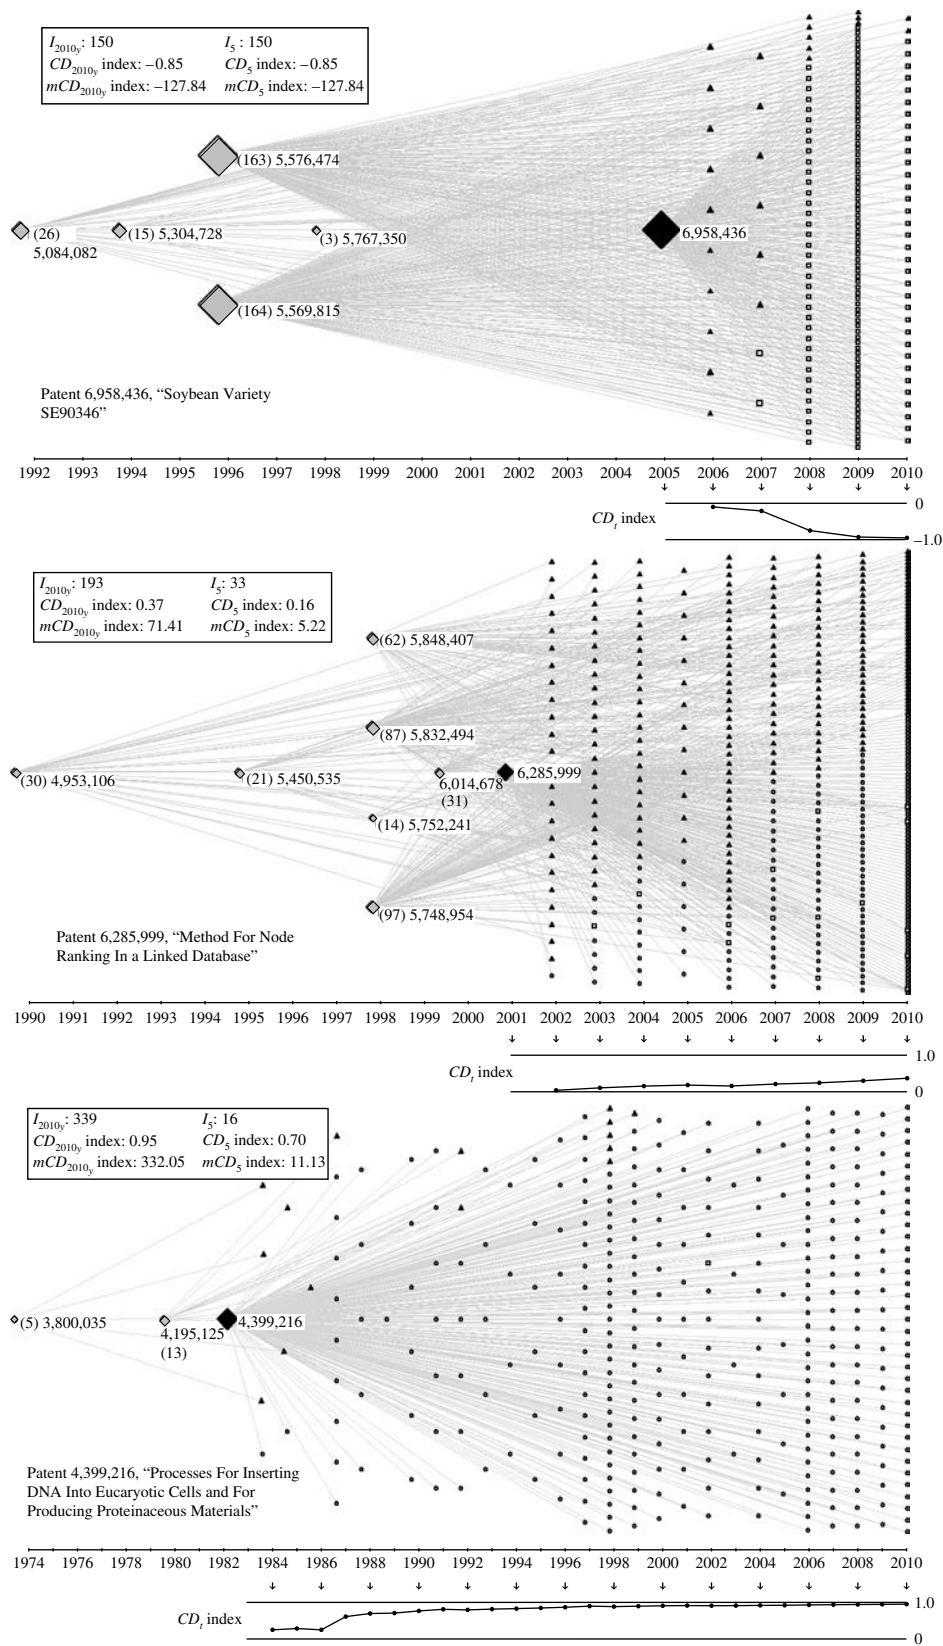 I2010y: 150 I5 : 150
CD2010y index: –0.85 CD5 index: –0.85
mCD2010y index: –127.84 mCD5 index: –127.84
(163) 5,576,474
(26)
5,084,082
(15) 5,304,728
(3) 5,767,350
6,958,436
(164) 5,569,815
Patent 6,958,436, “Soybean Variety
SE90346”
1992 1993 1994 1995 1996 1997 1998 1999 2000 2001 2002 2003 2004 2005 2006 2007 2008 2009 2010
↓ ↓ ↓ ↓ ↓ ↓
0
CDt index
–1.0
I2010y: 193 I5: 33
CD2010y index: 0.37 CD5 index: 0.16
mCD2010y index: 71.41 mCD5 index: 5.22
(62) 5,848,407
(87) 5,832,494
(30) 4,953,106
(21) 5,450,535
6,014,678
(31)
6,285,999
(14) 5,752,241
(97) 5,748,954
Patent 6,285,999, “Method For Node
Ranking In a Linked Database”
1990 1991 1992 1993 1994 1995 1996 1997 1998 1999 2000 2001 2002 2003 2004 2005 2006 2007 2008 2009 2010
↓ ↓ ↓ ↓ ↓ ↓ ↓ ↓ ↓ ↓
1.0
CDt index
0
I2010y: 339 I5: 16
CD2010y index: 0.95 CD5 index: 0.70
mCD2010y index: 332.05 mCD5 index: 11.13
(5) 3,800,035
4,195,125
(13)
4,399,216
Patent 4,399,216, “Processes For Inserting
DNA Into Eucaryotic Cells and For
Producing Proteinaceous Materials”
1974 1976 1978 1980 1982 1984 1986 1988 1990 1992 1994 1996 1998 2000 2002 2004 2006 2008 2010
↓ ↓ ↓ ↓ ↓ ↓ ↓ ↓ ↓ ↓ ↓ ↓ ↓ ↓
1.0
CDt index
0